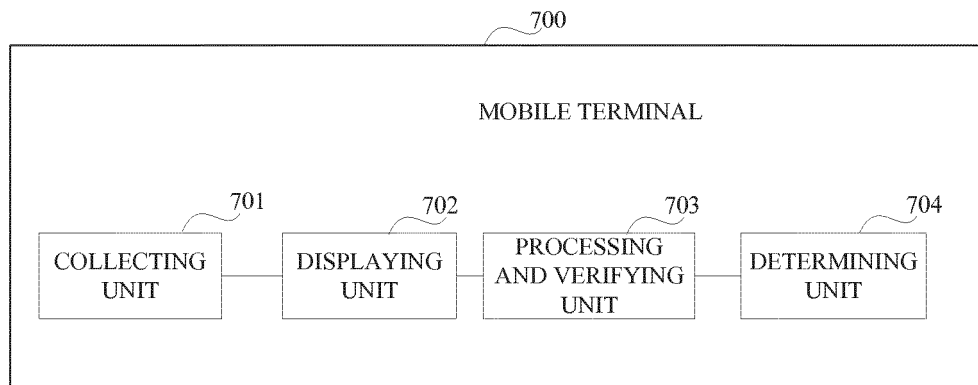 700
MOBILE TERMINAL
701
702
703
704
COLLECTING
UNIT
DISPLAYING
UNIT
PROCESSING
AND VERIFYING
UNIT
DETERMINING
UNIT